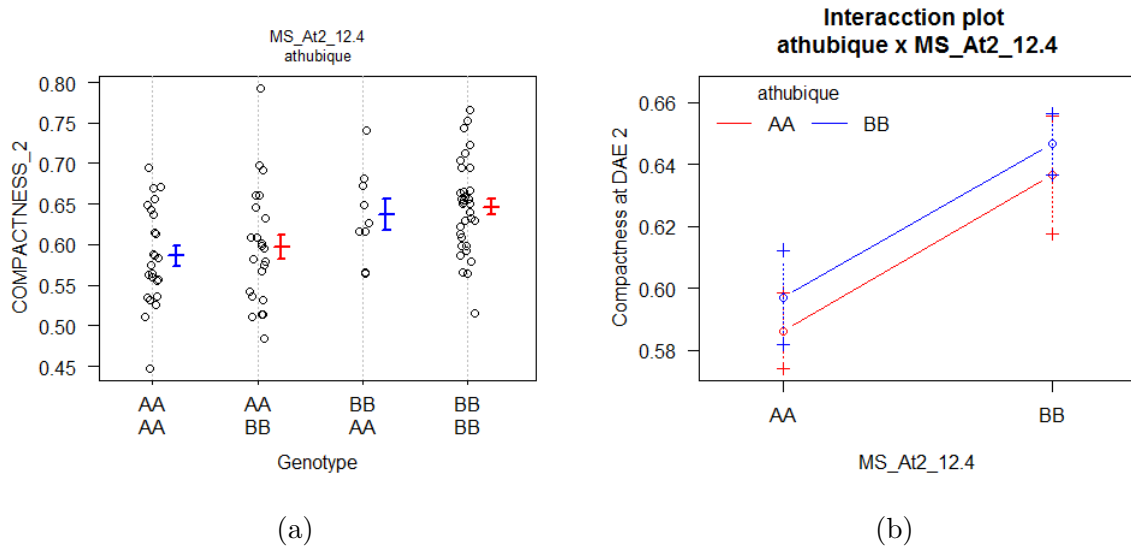 MS_At2_12.4
athubique
COMPACTNESS_2
0.80
0.75
0.70
0.65
0.60
0.55
0.50
0.45
AA AA BB BB
AA BB AA BB
Genotype
(a)
Interacction plot
athubique x MS_At2_12.4
athubique
AA BB
Compactness at DAE 2
0.66
0.64
0.62
0.60
0.58
AA BB
MS_At2_12.4
(b)